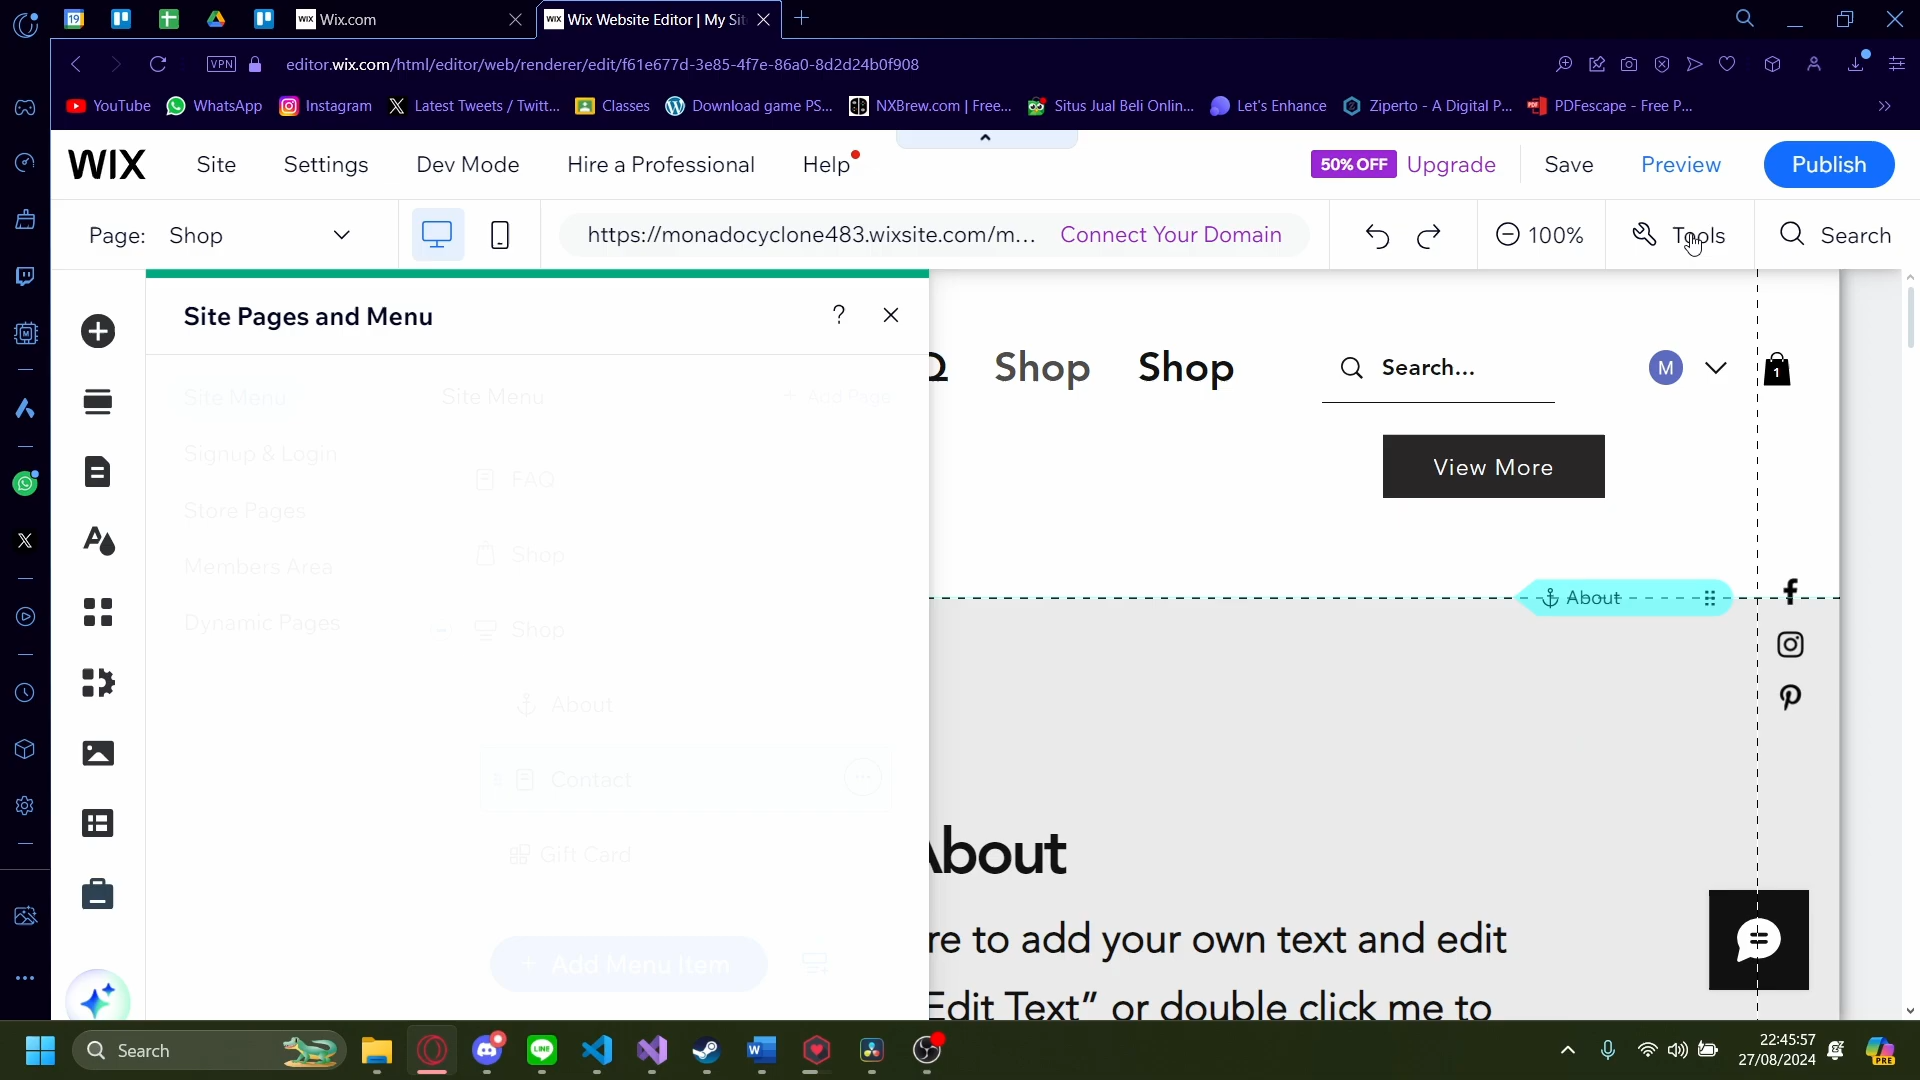 19
WIX Wix.com
WIX Wix Website Editor | My Sit
VPN
editor.wix.com/html/editor/web/renderer/edit/f61e677d-3e85-4f7e-86a0-8d2d24b0f908
YouTube
WhatsApp
Instagram
Latest Tweets / Twitt...
Classes
Download game PS...
NXBrew.com | Free...
Situs Jual Beli Onlin...
Let's Enhance
Ziperto - A Digital P...
PDFescape - Free P...
WIX
Site
Settings
Dev Mode
Hire a Professional
Help
50% OFF
Upgrade
Save
Preview
Publish
Page: Shop
https://monadocyclone483.wixsite.com/m...
Connect Your Domain
100%
Tools
Search
Site Pages and Menu
?
Site Menu
Signup & Login
Store Pages
Members Area
Dynamic Pages
Site Menu
+ Add Page
FAQ
Shop
Shop
About
Contact
Gift Card
+ Add Menu Item
Q
Shop
Shop
Search...
M
1
View More
About
About
re to add your own text and edit
Edit Text” or double click me to
Search
LINE
22:45:57
27/08/2024
PRE